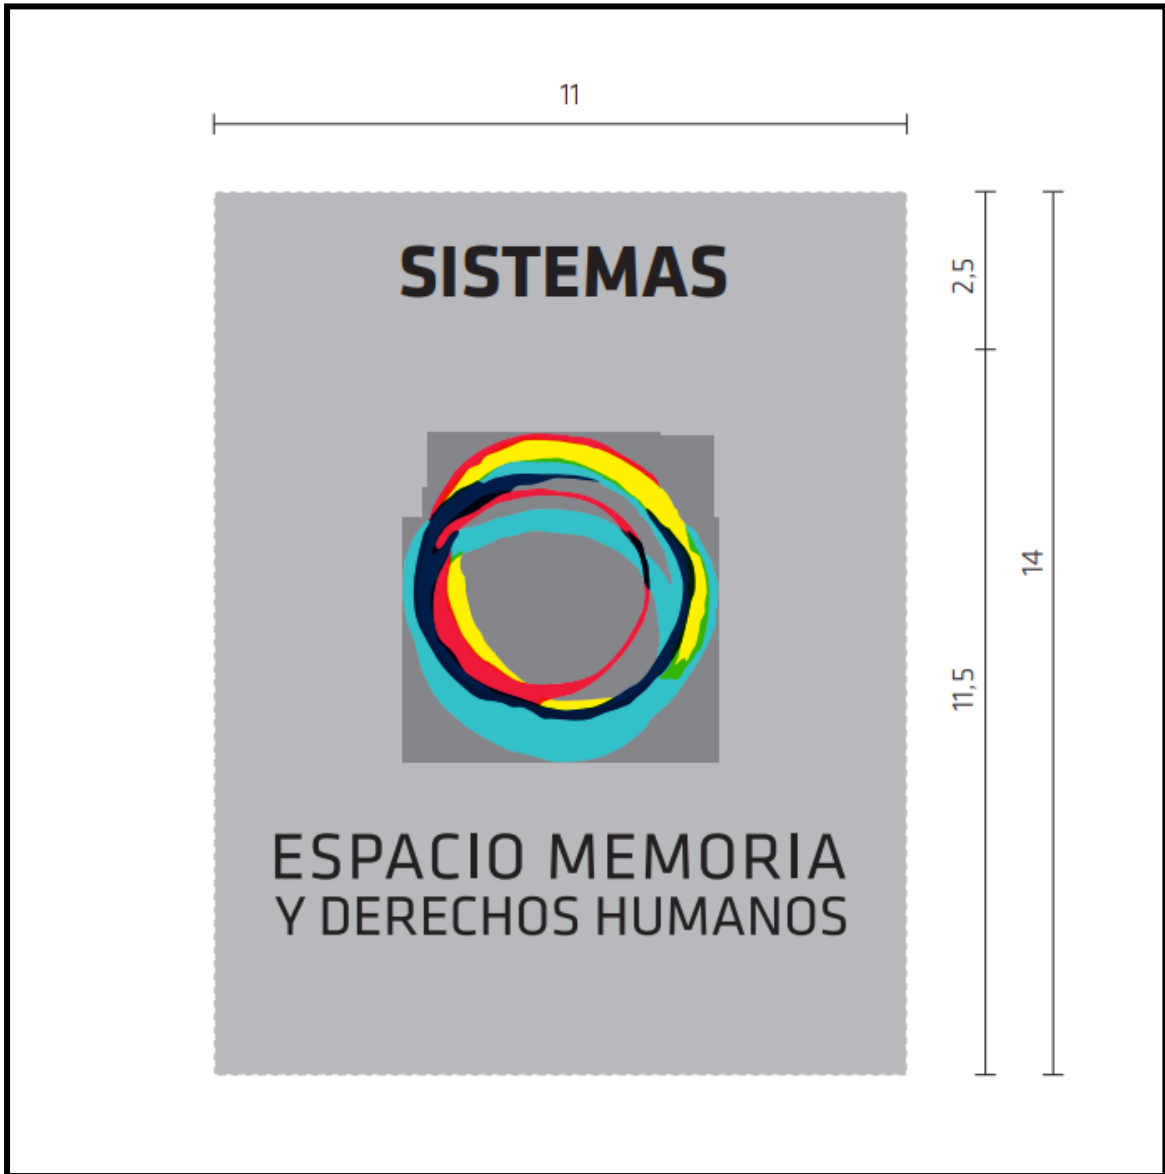 11
SISTEMAS
2,5
14
11,5
ESPACIO MEMORIA
Y DERECHOS HUMANOS